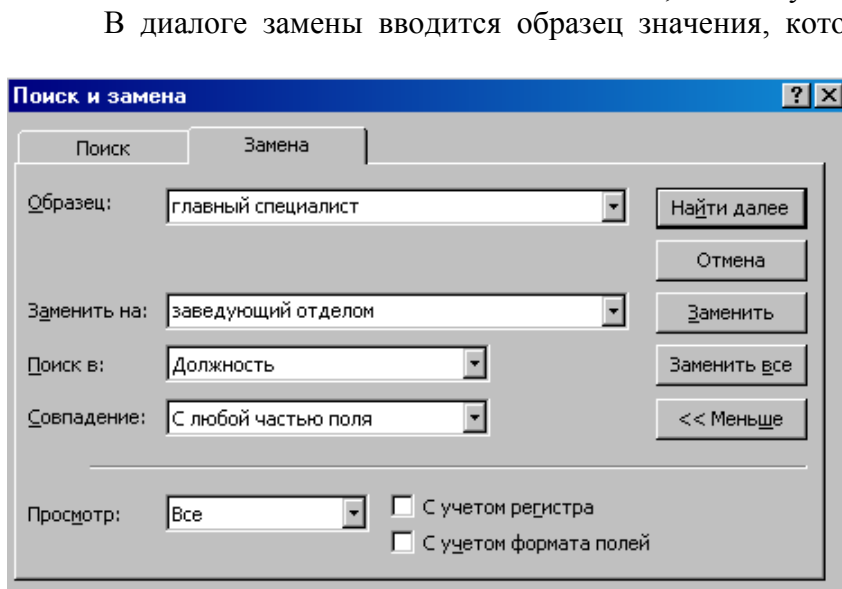 В диалоге замены вводится образец значения, кото
Поиск и замена
Поиск Замена
Образец: главный специалист Найти далее
Отмена
Заменить на: заведующий отделом Заменить
Поиск в: Должность Заменить все
Совпадение: С любой частью поля << Меньше
Просмотр: Все С учетом регистра
С учетом формата полей